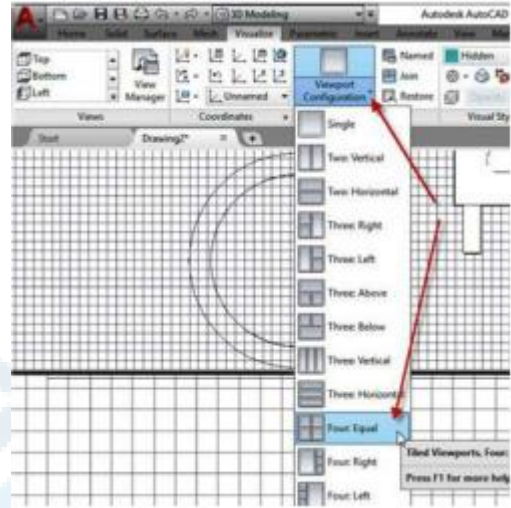 A
3D Modeling
Autodesk AutoCAD
Home Solid Surface Mesh Visualize Parametric Insert Annotate View
Top
Bottom
Left
View
Manager
Unnamed
Viewport
Configuration
Named
Join
Restore
Hidden
Views
Coordinates
Visual Sty
Start
Drawing2*
Single
Two: Vertical
Two: Horizontal
Three: Right
Three: Left
Three: Above
Three: Below
Three: Vertical
Three: Horizontal
Four: Equal
Four: Right
Four: Left
Tiled Viewports, Four:
Press F1 for more help